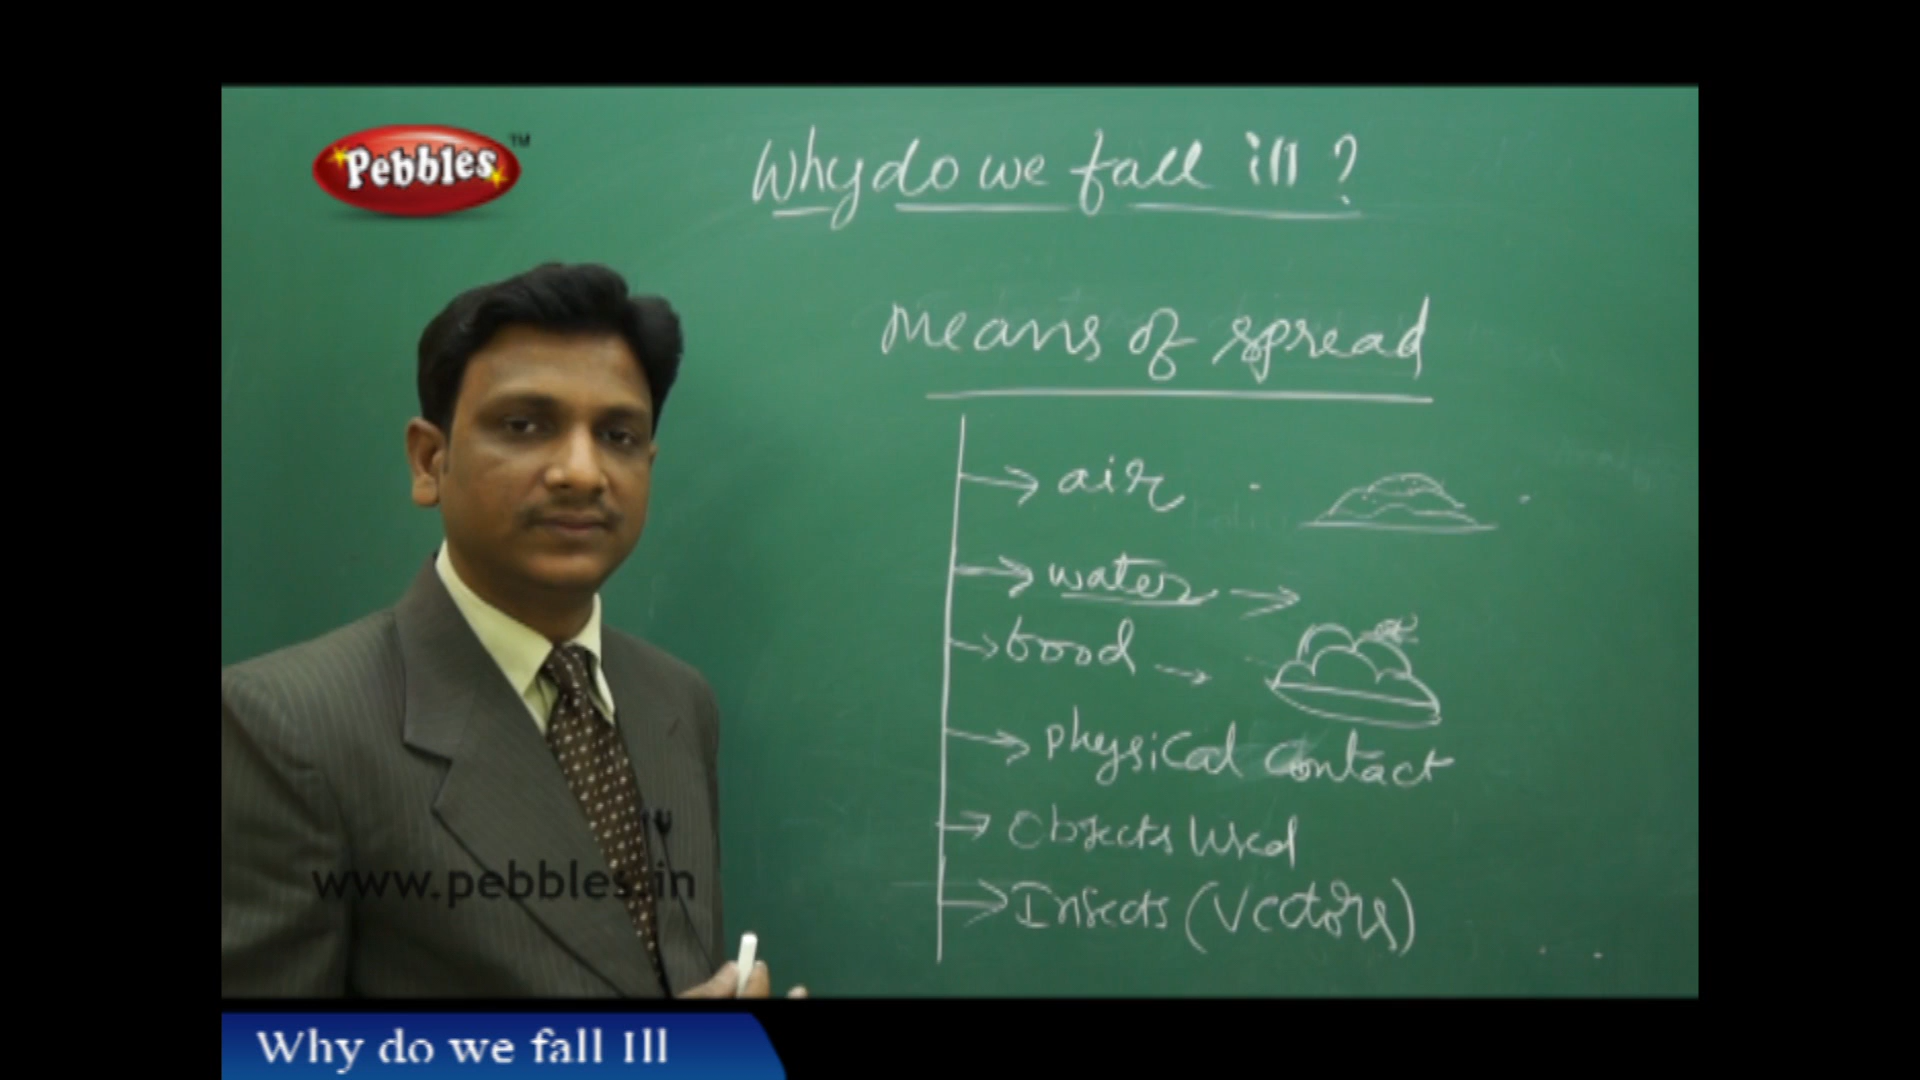 Pebbles™
Why do we fall ill?
Means of spread
air
water
food
physical contact
Objects used
Insects (Vectors)
www.pebbles.in
Why do we fall Ill